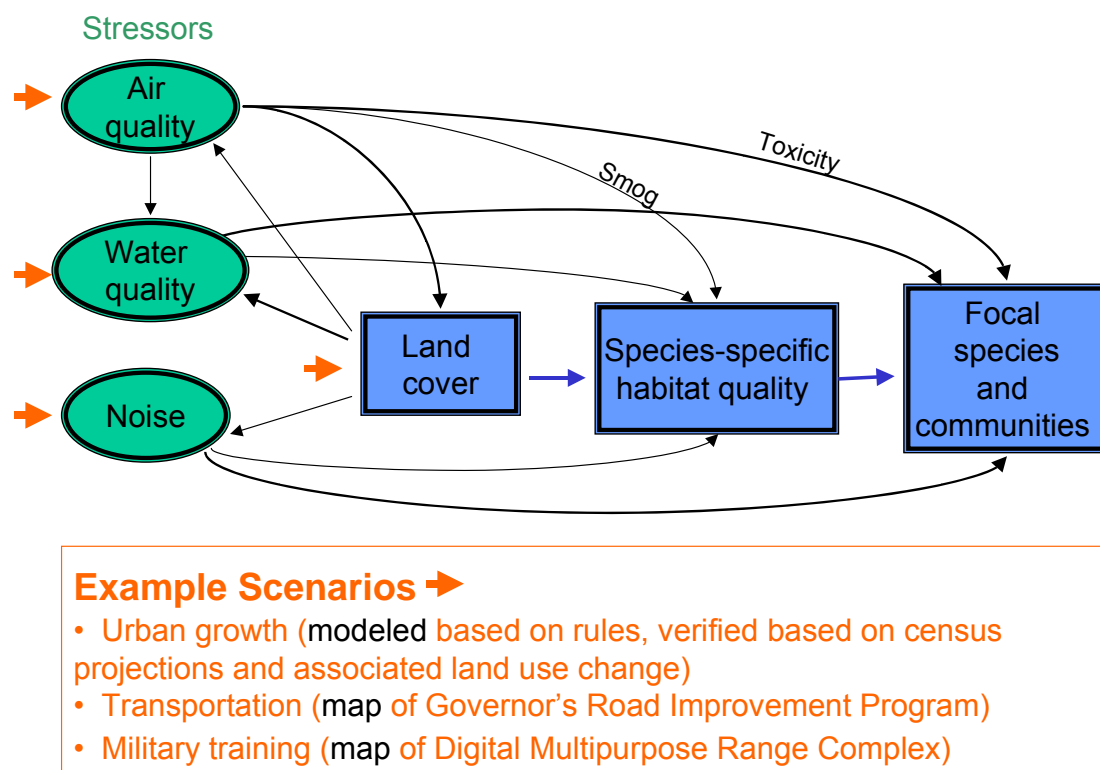 Stressors
Air
quality
Toxicity
Smog
Water
quality
Land
cover
Species-specific
habitat quality
Focal
species
and
communities
Noise
Example Scenarios
• Urban growth (modeled based on rules, verified based on census
projections and associated land use change)
• Transportation (map of Governor's Road Improvement Program)
• Military training (map of Digital Multipurpose Range Complex)